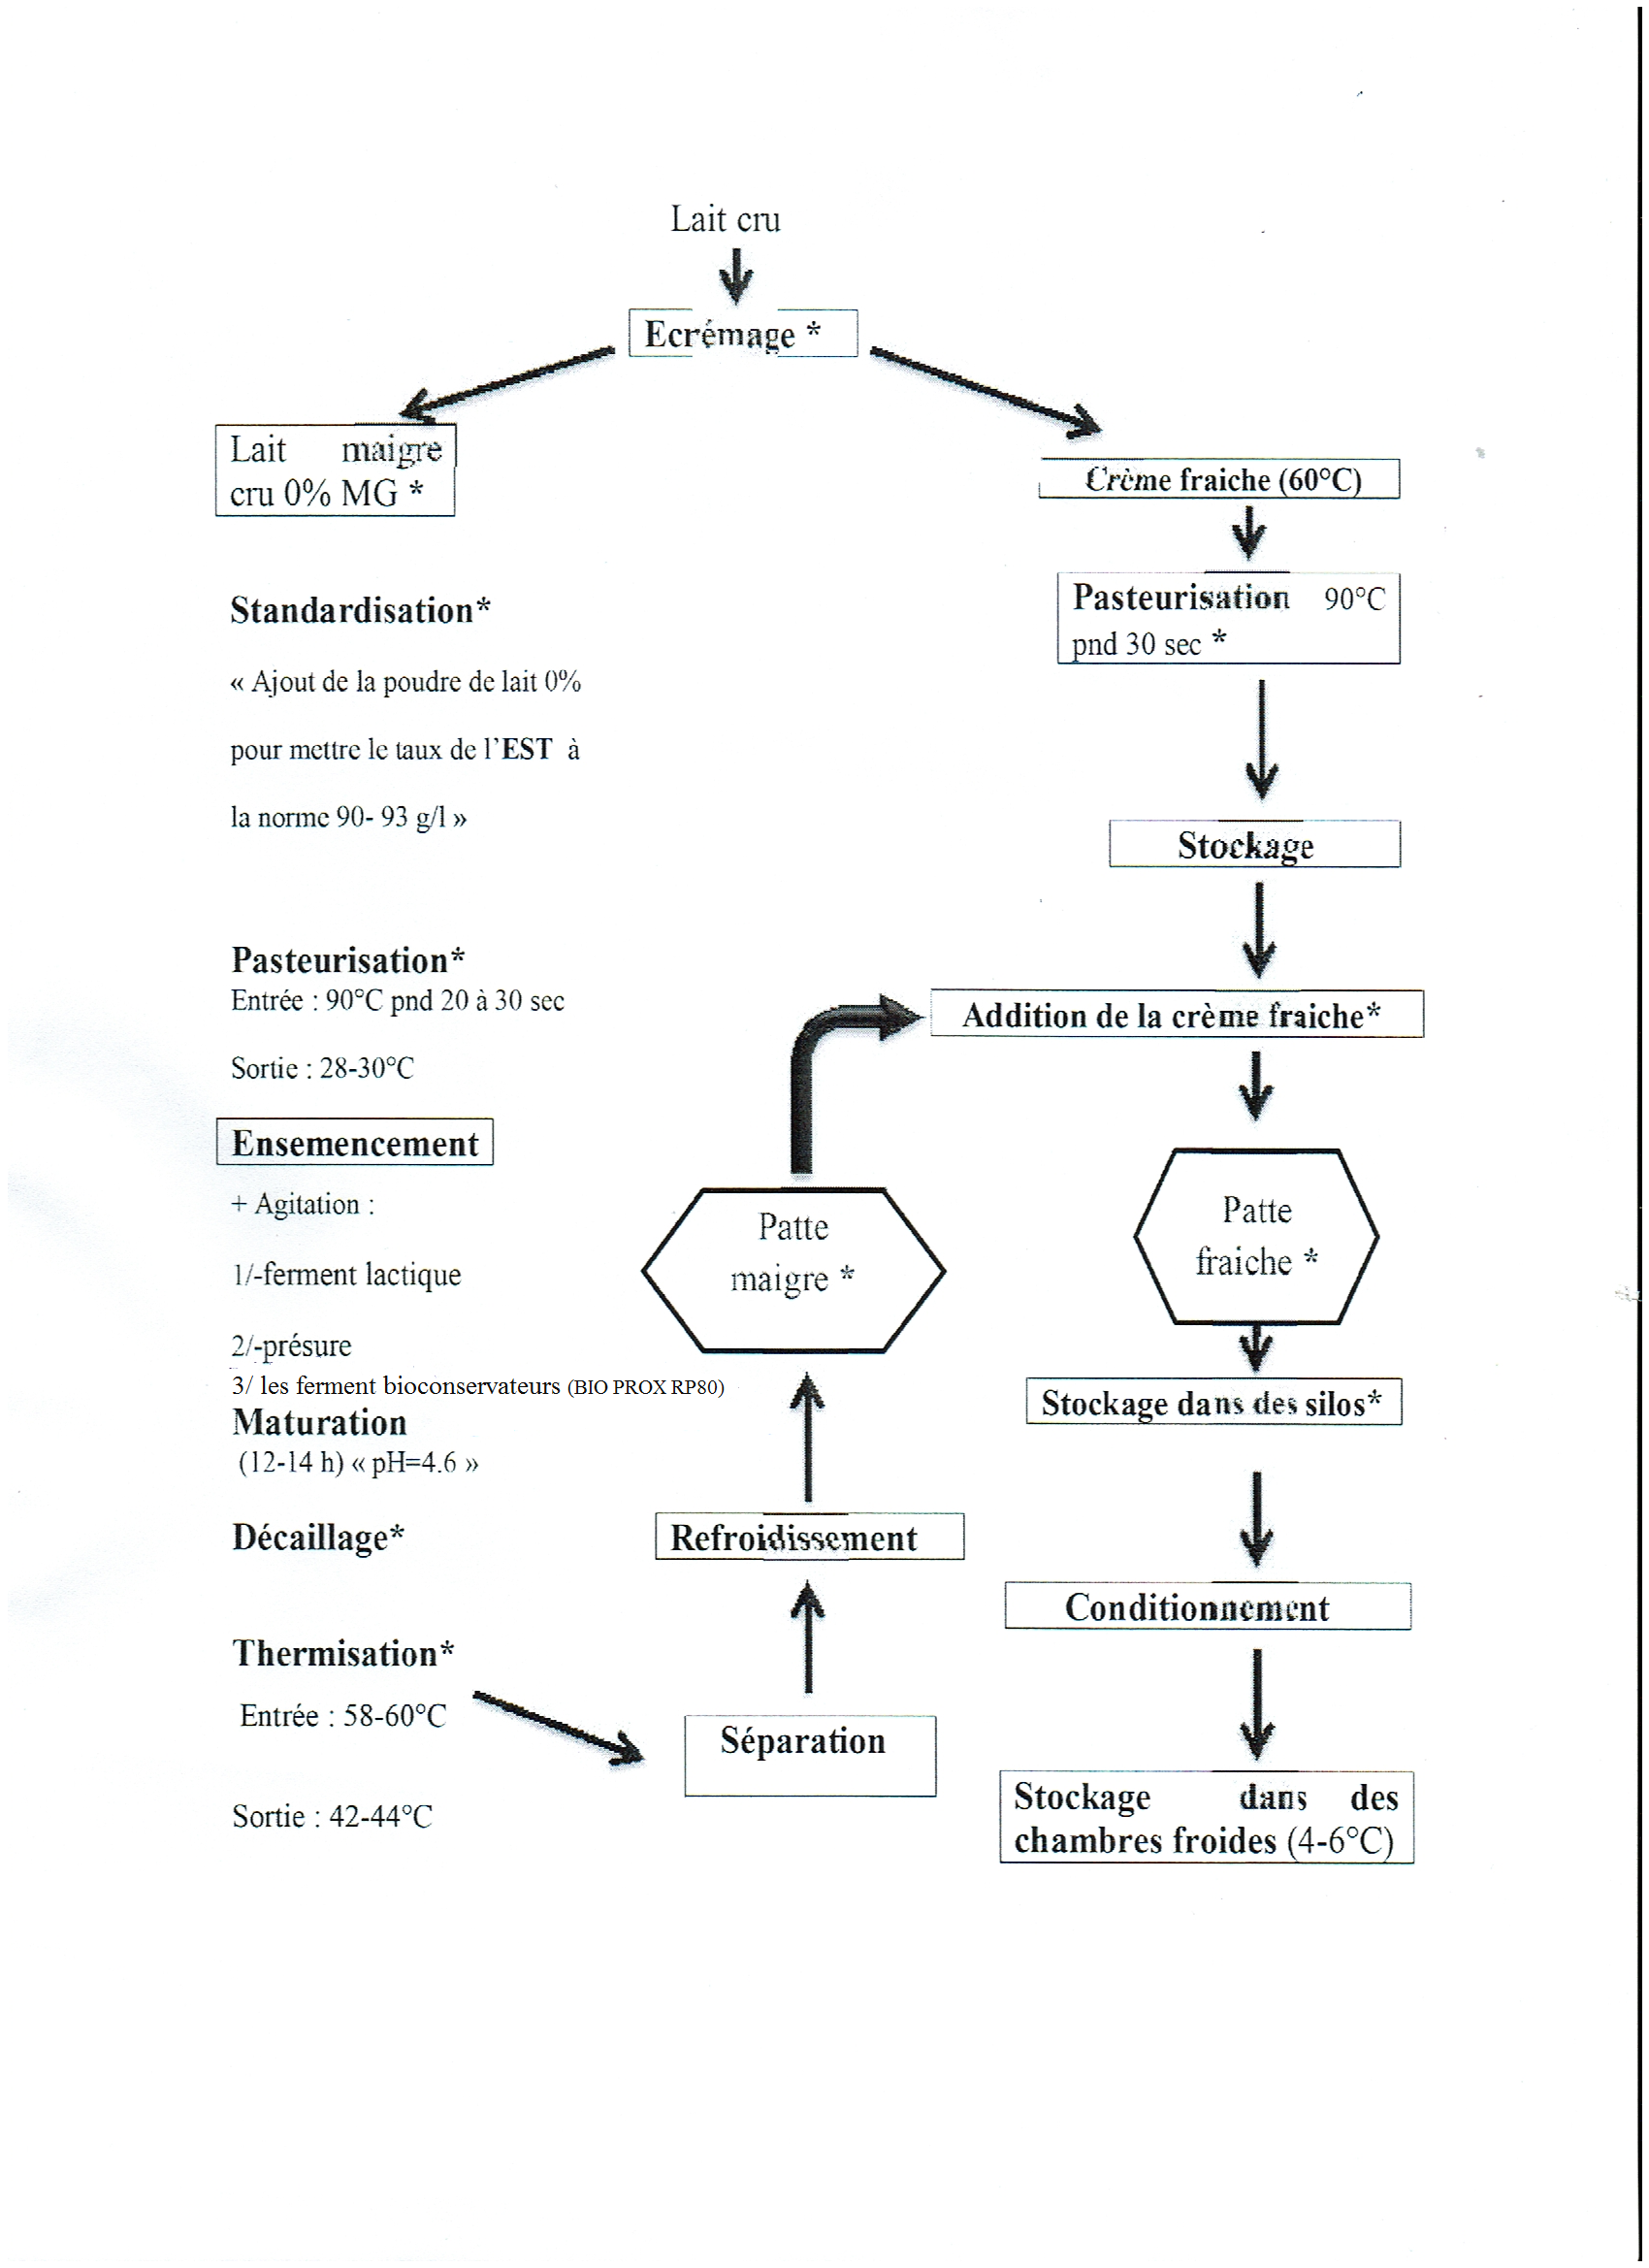 Lait cru
Ecrémage *
Lait maigre
cru 0% MG *
Crème fraiche (60°C)
Pasteurisation 90°C
pnd 30 sec *
Standardisation*
« Ajout de la poudre de lait 0%
pour mettre le taux de l’EST à
la norme 90- 93 g/l »
Stockage
Pasteurisation*
Entrée : 90°C pnd 20 à 30 sec
Sortie : 28-30°C
Addition de la crème fraiche*
Ensemencement
+ Agitation :
1/-ferment lactique
2/-présure
3/ les ferment bioconservateurs (BIO PROX RP80)
Maturation
(12-14 h) « pH=4.6 »
Décaillage*
Thermisation*
Entrée : 58-60°C
Sortie : 42-44°C
Séparation
Refroidissement
Patte
maigre *
Patte
fraiche *
Stockage dans des silos*
Conditionnement
Stockage dans des
chambres froides (4-6°C)